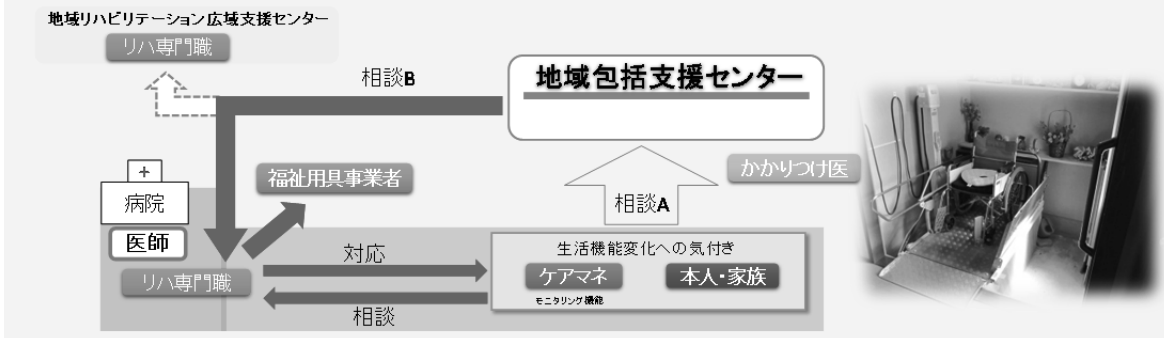 地域リハビリテーション広域支援センター
リハ専門職
相談B
地域包括支援センター
かかりつけ医
+
病院
医師
リハ専門職
福祉用具事業者
相談A
対応
相談
生活機能変化への気付き
ケアマネ
本人・家族
モニタリング機能